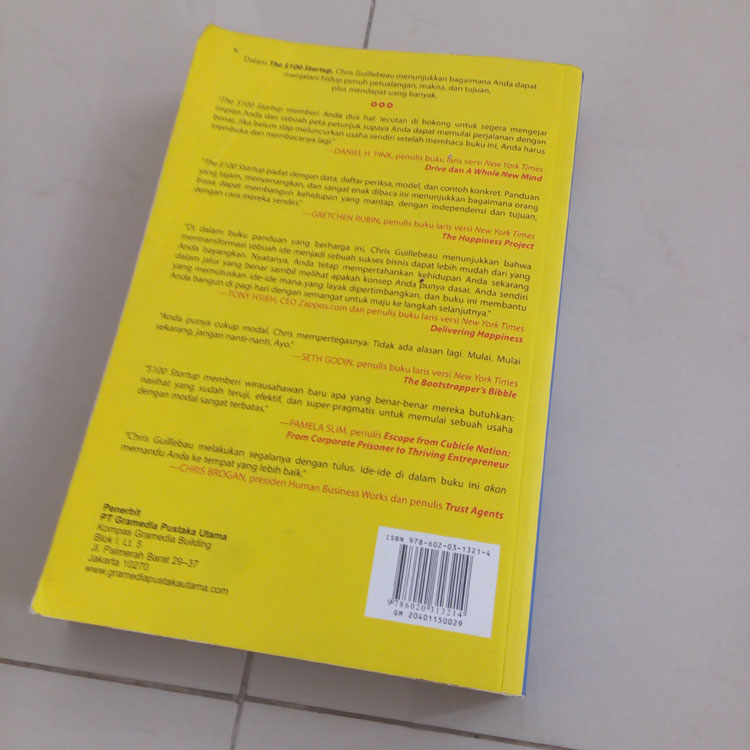 Dalam The $100 Startup, Chris Guillebeau menunjukkan bagaimana Anda dapat
menjalani hidup penuh petualangan, makna, dan tujuan,
plus mendapat uang banyak.
"The $100 Startup memberi Anda dua hal: lecutan di bokong untuk segera mengejar
impian Anda dan sebuah peta petunjuk supaya Anda dapat memulai perjalanan dengan
benar. Jika belum siap meluncurkan usaha sendiri setelah membaca buku ini, Anda harus
membuka dan membacanya lagi."
—DANIEL H. PINK, penulis buku laris versi New York Times
Drive dan A Whole New Mind
"The $100 Startup padat dengan data, daftar periksa, model, dan contoh konkret. Panduan
yang tajam, menyenangkan, dan sangat enak dibaca ini menunjukkan bagaimana orang
biasa dapat membangun kehidupan yang mantap, dengan independensi dan tujuan,
dengan cara mereka sendiri."
—GRETCHEN RUBIN, penulis buku laris versi New York Times
The Happiness Project
"Di dalam buku panduan yang berharga ini, Chris Guillebeau menunjukkan bahwa
mentransformasi sebuah ide menjadi sebuah sukses bisnis dapat lebih mudah dari yang
Anda bayangkan. Nyatanya, Anda tetap mempertahankan kehidupan Anda sekarang
dalam jalur yang benar sambil melihat apakah konsep Anda punya dasar. Anda sendiri
yang memutuskan ide-ide mana yang layak dipertimbangkan, dan buku ini membantu
Anda bangun di pagi hari dengan semangat untuk maju ke langkah selanjutnya."
—TONY HSIEH, CEO Zappos.com dan penulis buku laris versi New York Times
Delivering Happiness
"Anda punya cukup modal. Chris mempertegasnya: Tidak ada alasan lagi. Mulai. Mulai
sekarang, jangan nanti-nanti. Ayo."
—SETH GODIN, penulis buku laris versi New York Times
The Bootstrapper's Bibble
"$100 Startup memberi wirausahawan baru apa yang benar-benar mereka butuhkan:
nasihat yang sudah teruji, efektif, dan super-pragmatis untuk memulai sebuah usaha
dengan modal sangat terbatas."
—PAMELA SLIM, penulis Escape from Cubicle Nation:
From Corporate Prisoner to Thriving Entrepreneur
"Chris Guillebau melakukan segalanya dengan tulus. Ide-ide di dalam buku ini akan
memandu Anda ke tempat yang lebih baik."
—CHRIS BROGAN, presiden Human Business Works dan penulis Trust Agents
Penerbit
PT Gramedia Pustaka Utama
Kompas Gramedia Building
Blok I, Lt. 5
Jl. Palmerah Barat 29-37
Jakarta 10270
www.gramediapustakautama.com
ISBN 978-602-03-1321-4
9786020313214
GM 20401150029